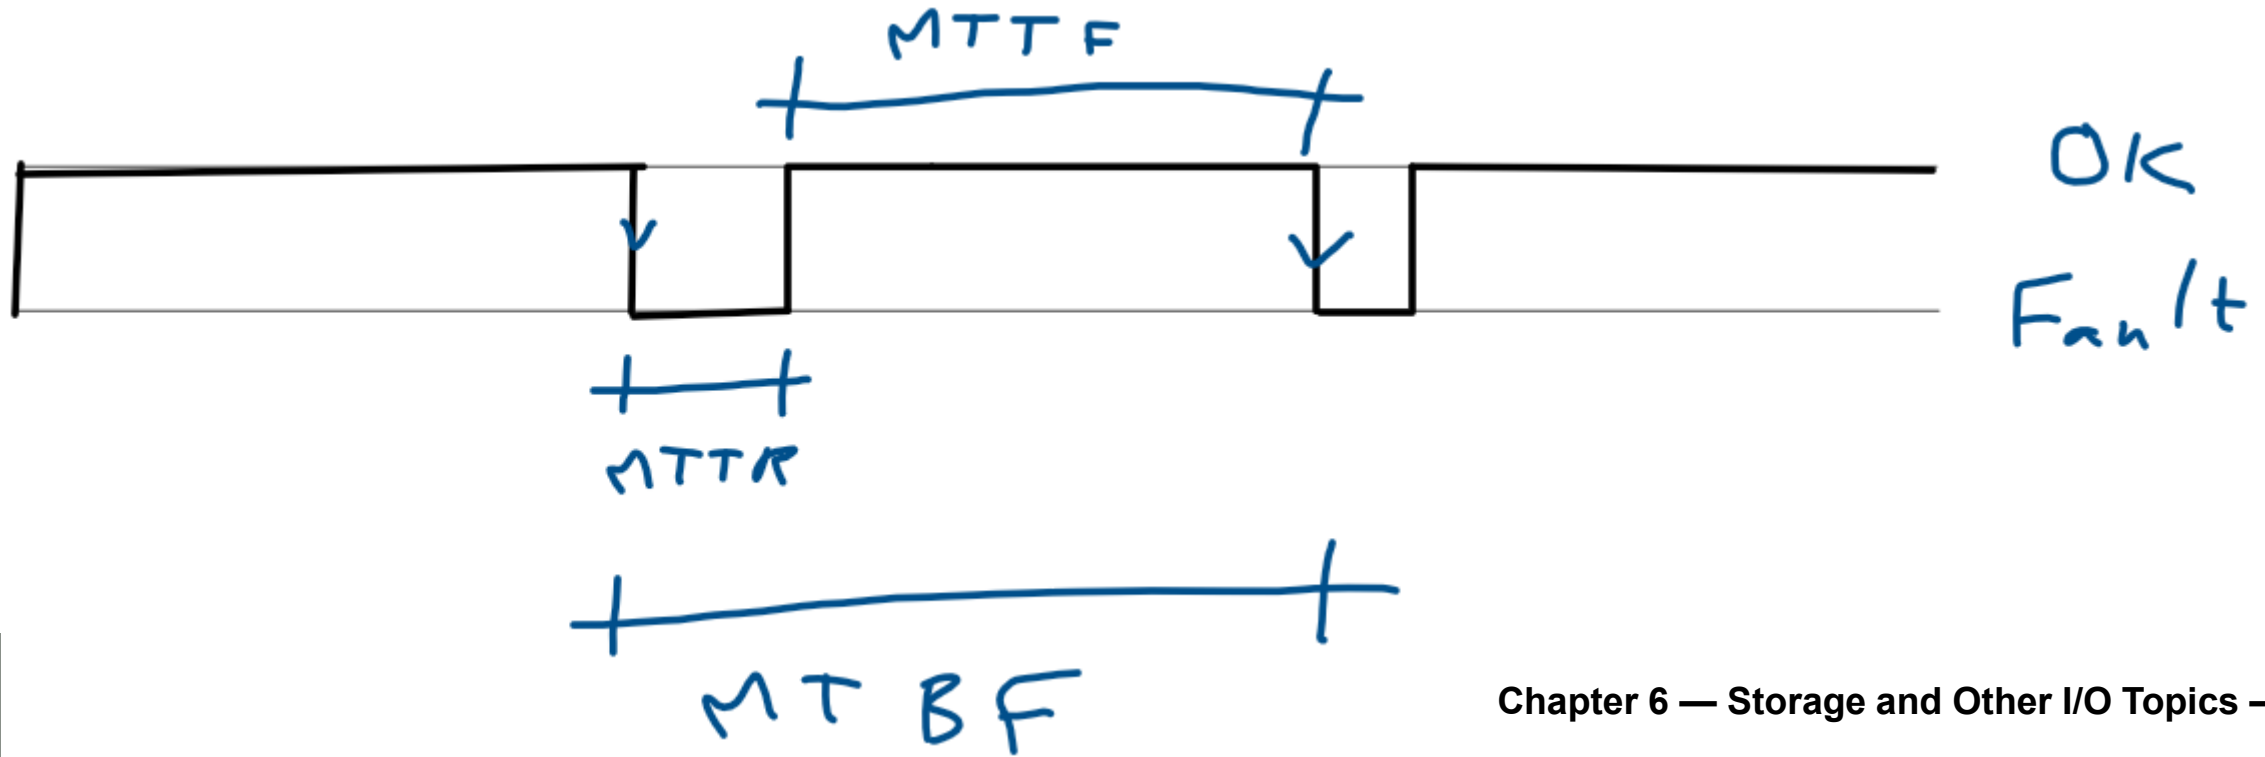 MTTF
OK
Fault
MTTR
MTBF
Chapter 6 — Storage and Other I/O Topics –